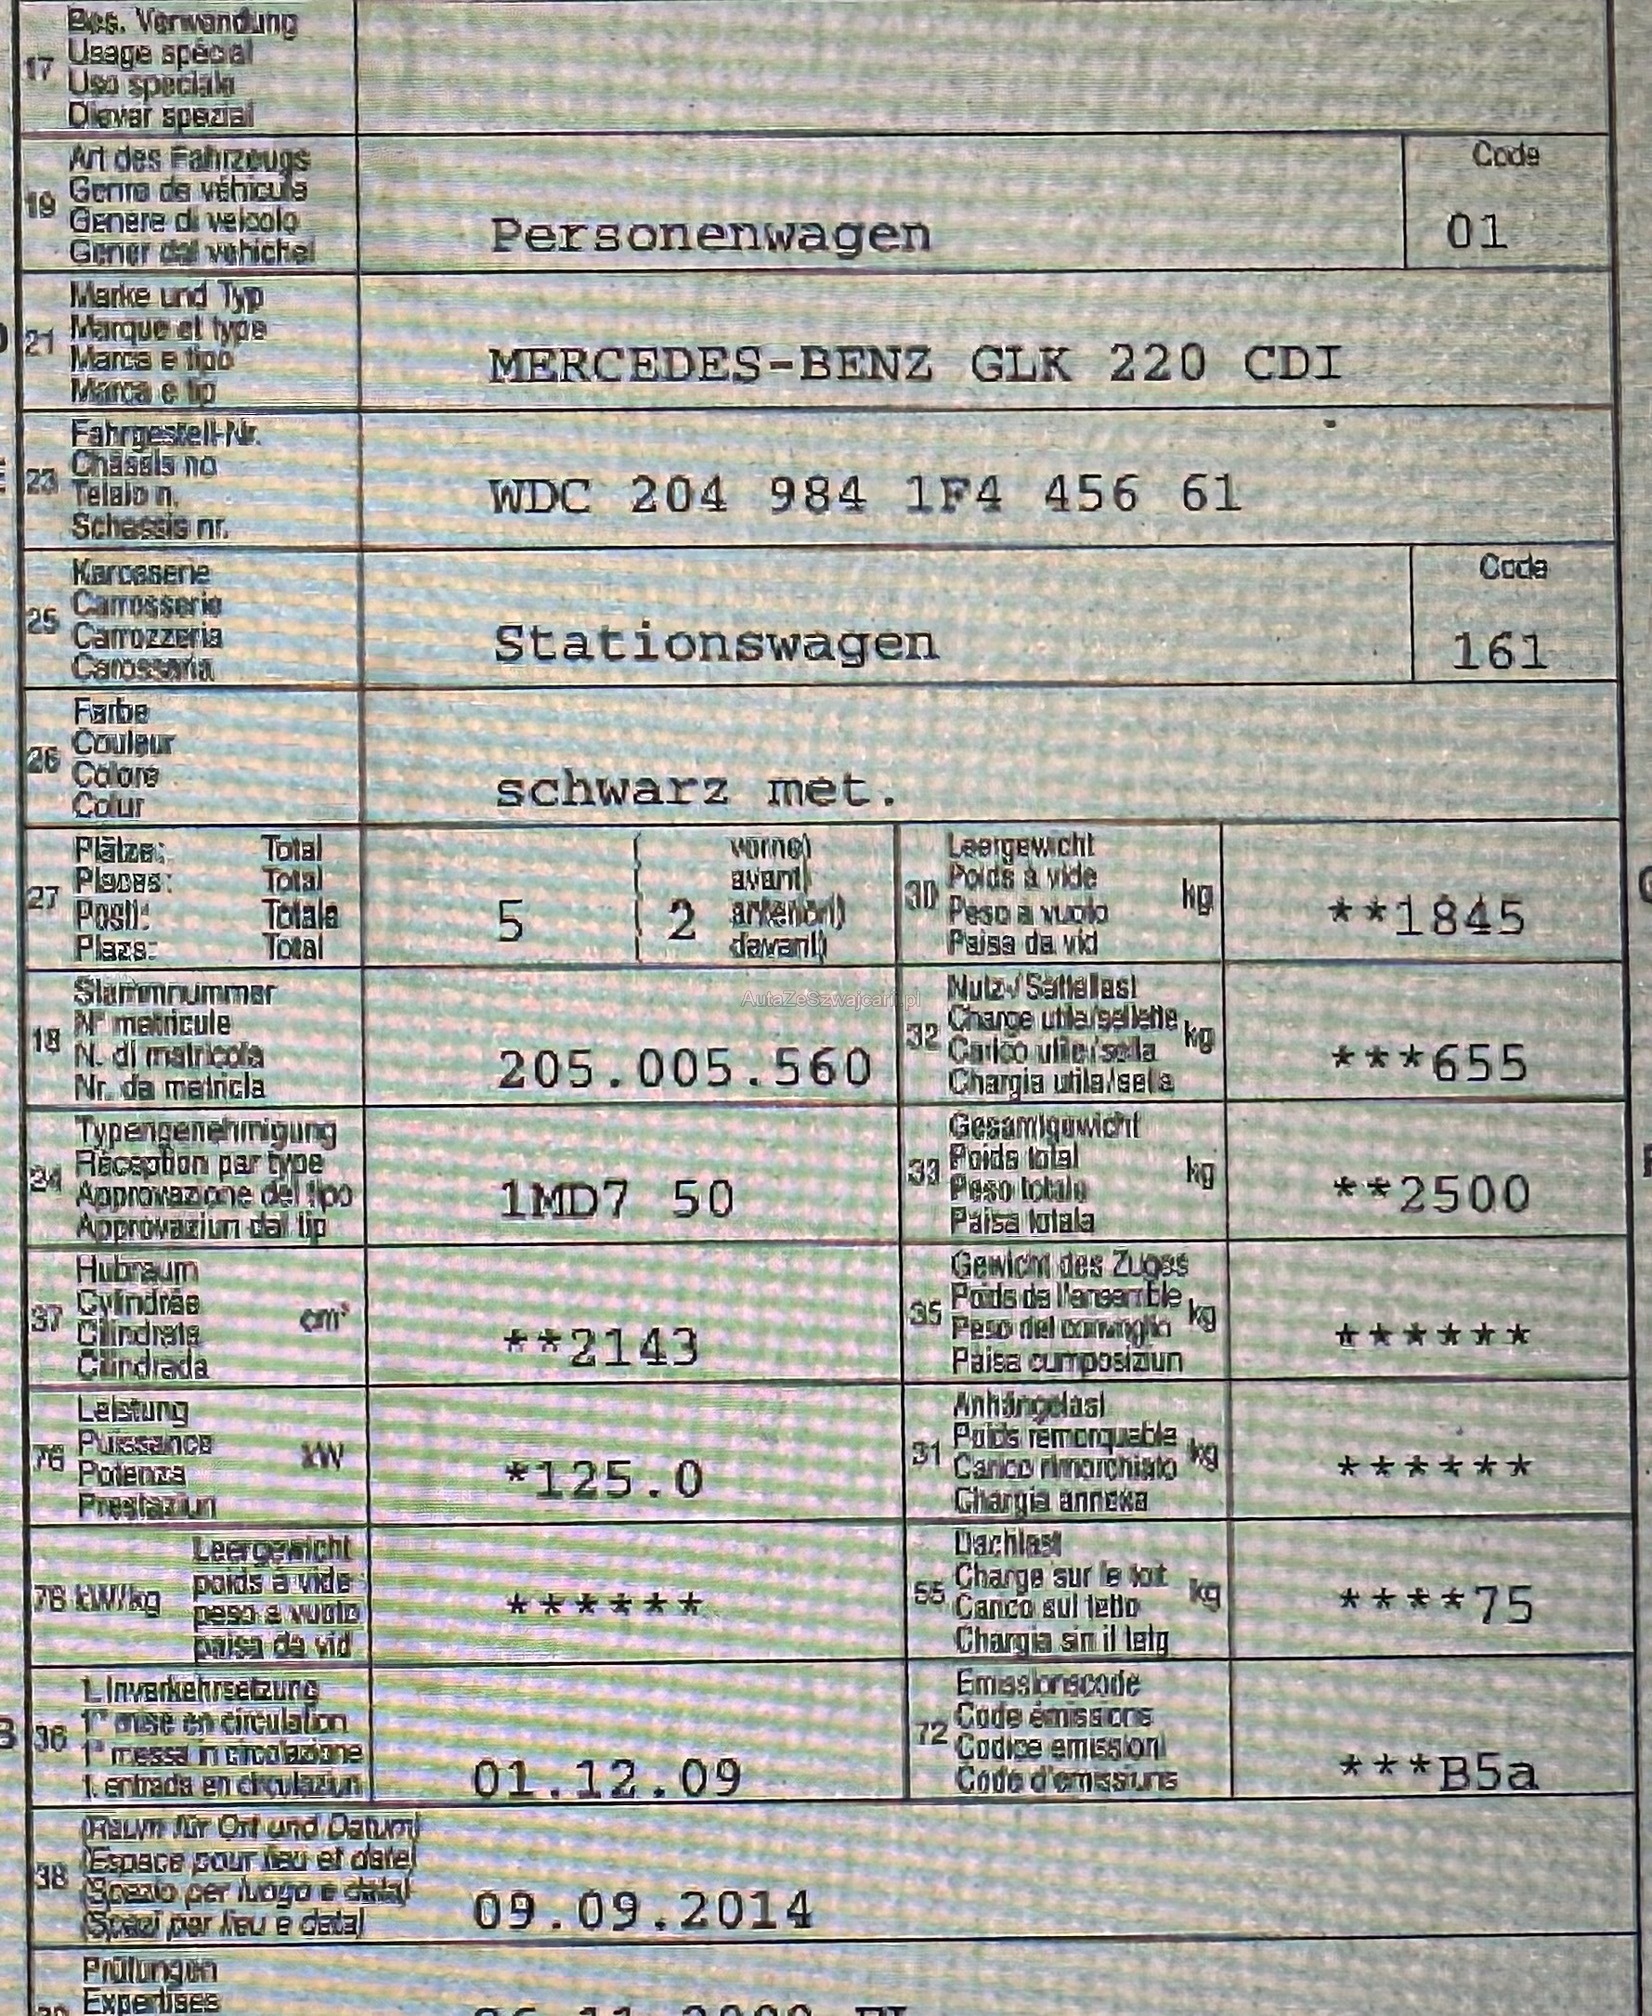 Bes. Verwendung
17 Usage spécial
Uso speciale
Diever spezial
Art des Fahrzeugs Code
19 Genre de véhicule
Genere di veicolo
Gener dal vehichel
Personenwagen 01
Marke und Typ
21 Marque et type
Marca e tipo
Marca e tip
MERCEDES-BENZ GLK 220 CDI
Fahrgestell-Nr.
23 Châssis no
Telaio n.
Schassis nr.
WDC 204 984 1F4 456 61
Karosserie Code
25 Carrosserie
Carrozzeria
Carossaria
Stationswagen 161
Farbe
26 Couleur
Colore
Colur
schwarz met.
Plätze: Total ( vorne)
27 Places: Total ( avant)
Posti: Totale 5 ( 2 anteriori)
Plazs: Total davant)
30 Leergewicht
Poids à vide kg
Peso a vuoto
Paisa da vid
**1845
Stammnummer
18 N° matricule
N. di matricola
Nr. da matricla
205.005.560
AutaZeSzwajcarii.pl
32 Nutz-/Sattellast
Charge utile/sellette kg
Carico utile/sella
Chargia utila/sella
***655
24 Typengenehmigung
Réception par type
Approvazione del tipo
Approvaziun dal tip
1MD7 50
33 Gesamtgewicht
Poids total kg
Peso totale
Paisa totala
**2500
37 Hubraum
Cylindrée cm³
Cilindrata
Cilindrada
**2143
35 Gewicht des Zuges
Poids de l'ensemble kg
Peso del convoglio
Paisa cumposiziun
******
76 Leistung
Puissance kW
Potenza
Prestaziun
*125.0
31 Anhängelast
Poids remorquable kg
Carico rimorchiato
Chargia annexa
******
78 kW/kg Leergewicht
poids à vide
peso a vuoto
paisa da vid
******
55 Dachlast
Charge sur le toit kg
Carico sul tetto
Chargia sin il tetg
****75
B 36 1. Inverkehrsetzung
1re mise en circulation
1a messa in circolazione
1. entrada en circulaziun
01.12.09
72 Emissionscode
Code émissions
Codice emissioni
Code d'emissiuns
***B5a
38 (Raum für Ort und Datum)
(Espace pour lieu et date)
(Spazio per luogo e data)
(Spazi per lieu e data)
09.09.2014
Prüfungen
Expertises